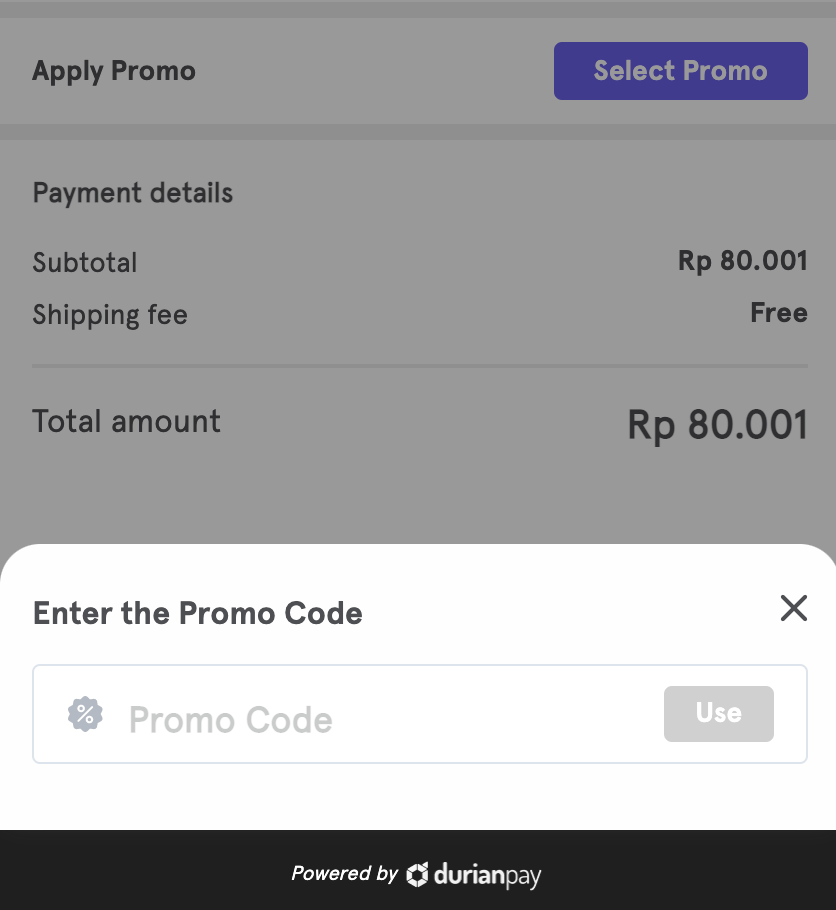 Apply Promo
Select Promo
Payment details
Subtotal
Rp 80.001
Shipping fee
Free
Total amount
Rp 80.001
Enter the Promo Code
%
Promo Code
Use
Powered by durianpay